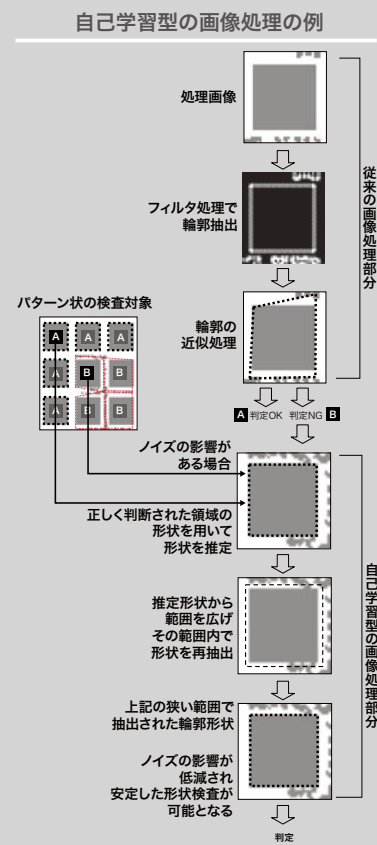 自己学習型の画像処理の例
処理画像
フィルタ処理で
輪郭抽出
輪郭の
近似処理
従来の画像処理部分
パターン状の検査対象
A A A
A B B
A B B
A 判定OK 判定NG B
ノイズの影響が
ある場合
正しく判断された領域の
形状を用いて
形状を推定
推定形状から
範囲を広げ
その範囲内で
形状を再抽出
上記の狭い範囲で
抽出された輪郭形状
ノイズの影響が
低減され
安定した形状検査が
可能となる
自己学習型の画像処理部分
判定